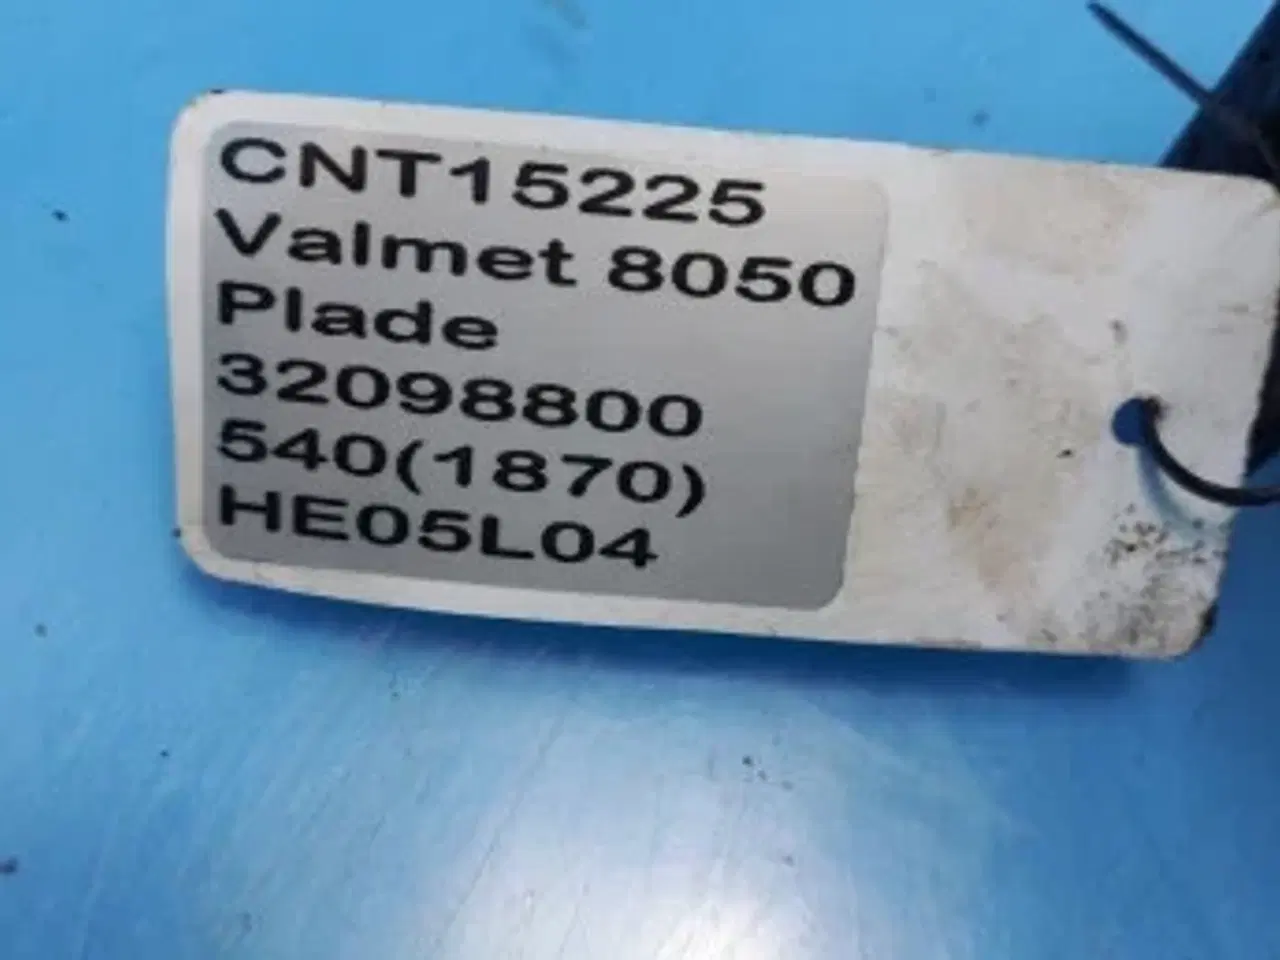 CNT15225
Valmet 8050
Plade
32098800
540(1870)
HE05L04